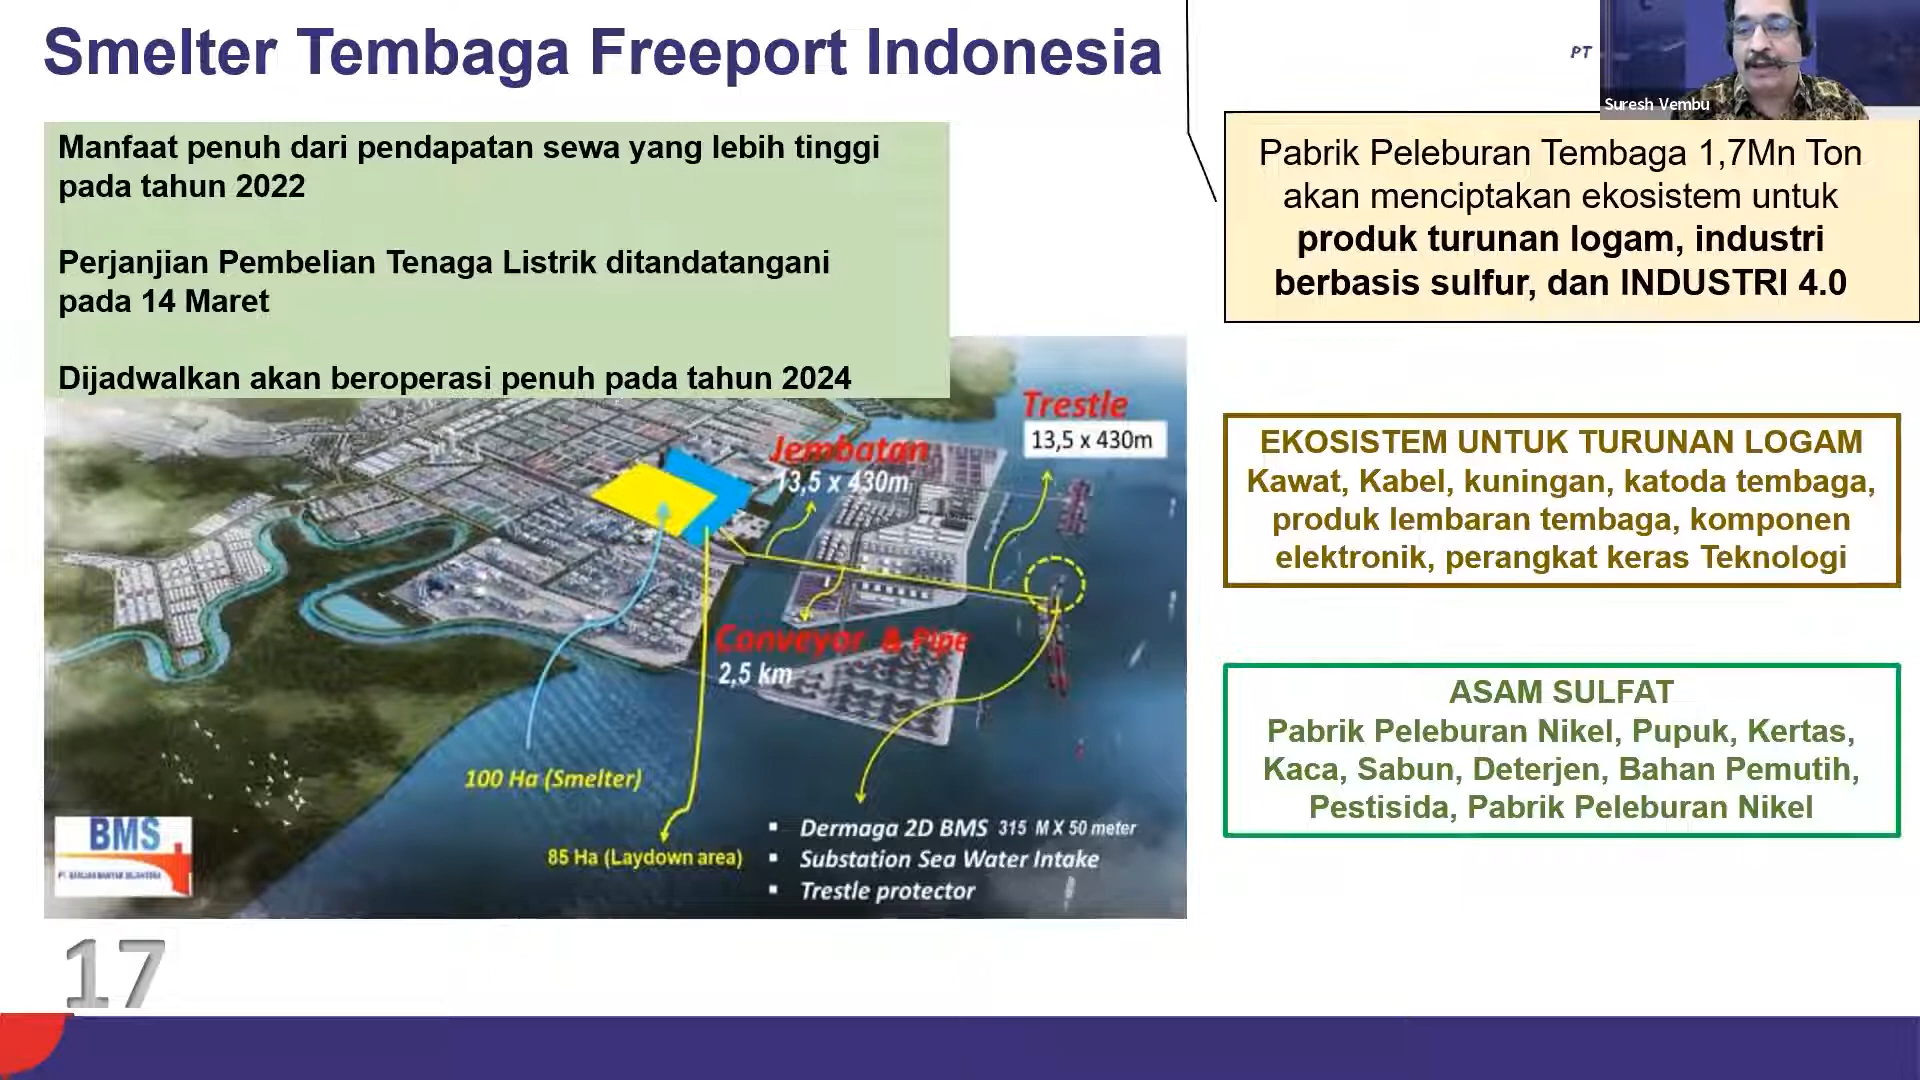 Smelter Tembaga Freeport Indonesia
PT
Suresh Vembu
Manfaat penuh dari pendapatan sewa yang lebih tinggi
pada tahun 2022
Perjanjian Pembelian Tenaga Listrik ditandatangani
pada 14 Maret
Dijadwalkan akan beroperasi penuh pada tahun 2024
Pabrik Peleburan Tembaga 1,7Mn Ton
akan menciptakan ekosistem untuk
produk turunan logam, industri
berbasis sulfur, dan INDUSTRI 4.0
Trestle
13,5 x 430m
Jembatan
13,5 x 430m
Conveyor & Pipe
2,5 km
100 Ha (Smelter)
85 Ha (Laydown area)
▪ Dermaga 2D BMS 315 M X 50 meter
▪ Substation Sea Water Intake
▪ Trestle protector
BMS
EKOSISTEM UNTUK TURUNAN LOGAM
Kawat, Kabel, kuningan, katoda tembaga,
produk lembaran tembaga, komponen
elektronik, perangkat keras Teknologi
ASAM SULFAT
Pabrik Peleburan Nikel, Pupuk, Kertas,
Kaca, Sabun, Deterjen, Bahan Pemutih,
Pestisida, Pabrik Peleburan Nikel
17